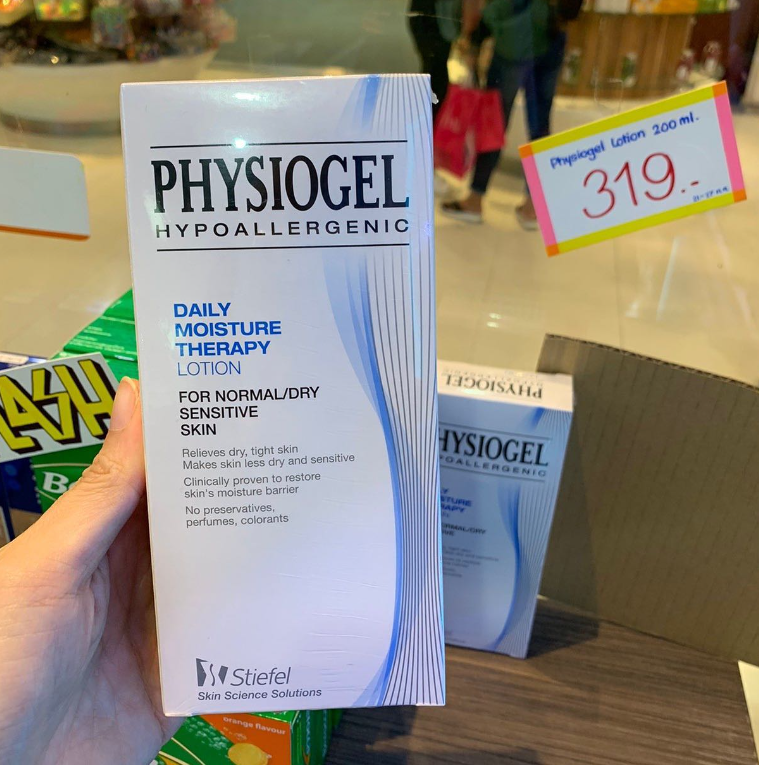 PHYSIOGEL
HYPOALLERGENIC
DAILY
MOISTURE
THERAPY
LOTION
FOR NORMAL/DRY
SENSITIVE
SKIN
Relieves dry, tight skin
Makes skin less dry and sensitive
Clinically proven to restore
skin's moisture barrier
No preservatives,
perfumes, colorants
Stiefel
Skin Science Solutions
Physiogel Lotion 200 ml.
319.-
PHYSIOGEL
orange flavour